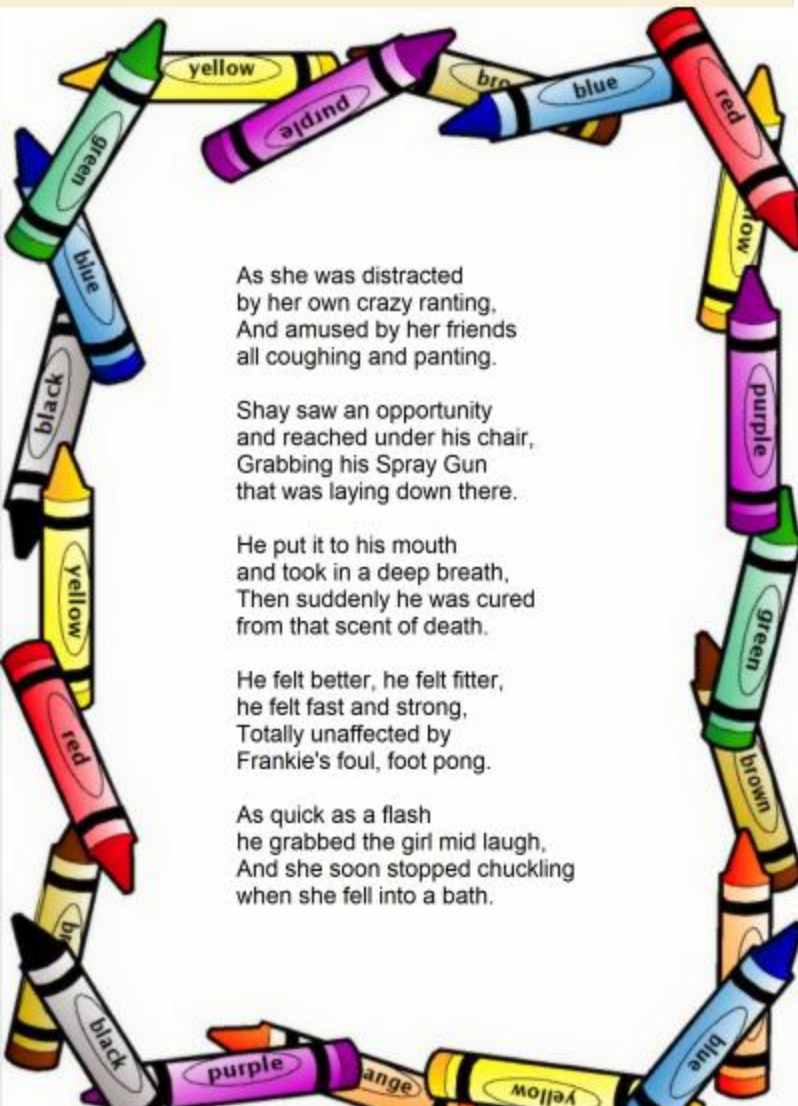 yellow
purple
bro
blue
red
green
low
blue
purple
black
As she was distracted
by her own crazy ranting,
And amused by her friends
all coughing and panting.
Shay saw an opportunity
and reached under his chair,
Grabbing his Spray Gun
that was laying down there.
He put it to his mouth
and took in a deep breath,
Then suddenly he was cured
from that scent of death.
He felt better, he felt fitter,
he felt fast and strong,
Totally unaffected by
Frankie's foul, foot pong.
As quick as a flash
he grabbed the girl mid laugh,
And she soon stopped chuckling
when she fell into a bath.
yellow
green
red
brown
br
black
blue
purple
ange
yellow